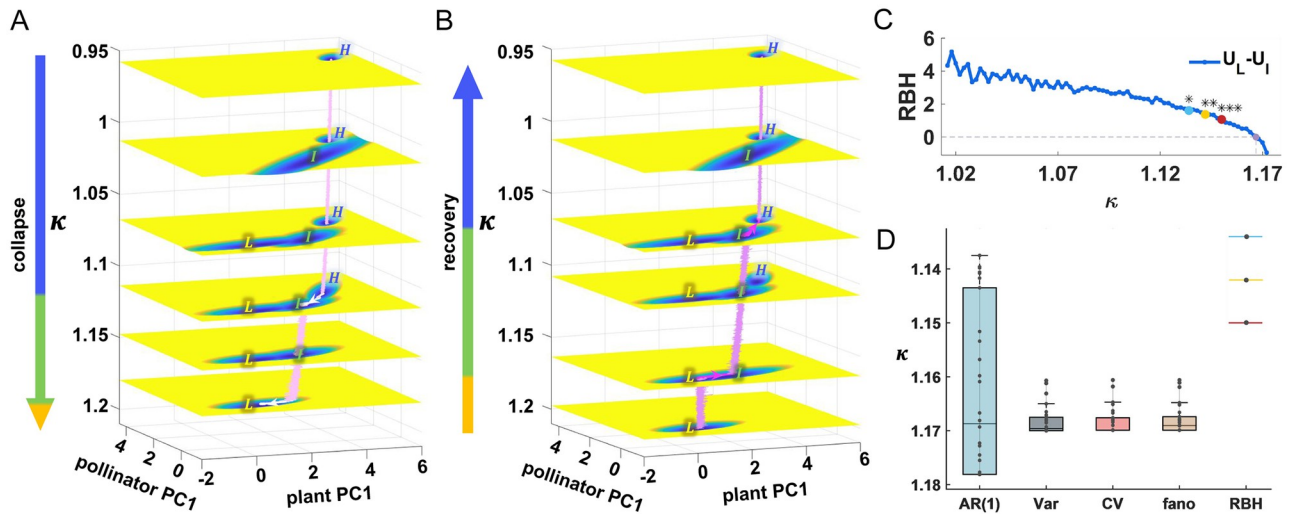 A
collapse
κ
0.95
1
1.05
1.1
1.15
1.2
H
H
I
H
L
I
H
L
I
L
I
L
4
2
0
-2
0
2
4
6
pollinator PC1
plant PC1
B
recovery
κ
0.95
1
1.05
1.1
1.15
1.2
H
H
I
H
L
I
H
L
I
L
I
L
4
2
0
-2
0
2
4
6
pollinator PC1
plant PC1
C
RBH
6
4
2
0
U_L-U_I
* ** ***
1.02 1.07 1.12 1.17
κ
D
κ
1.14
1.15
1.16
1.17
1.18
AR(1) Var CV fano RBH